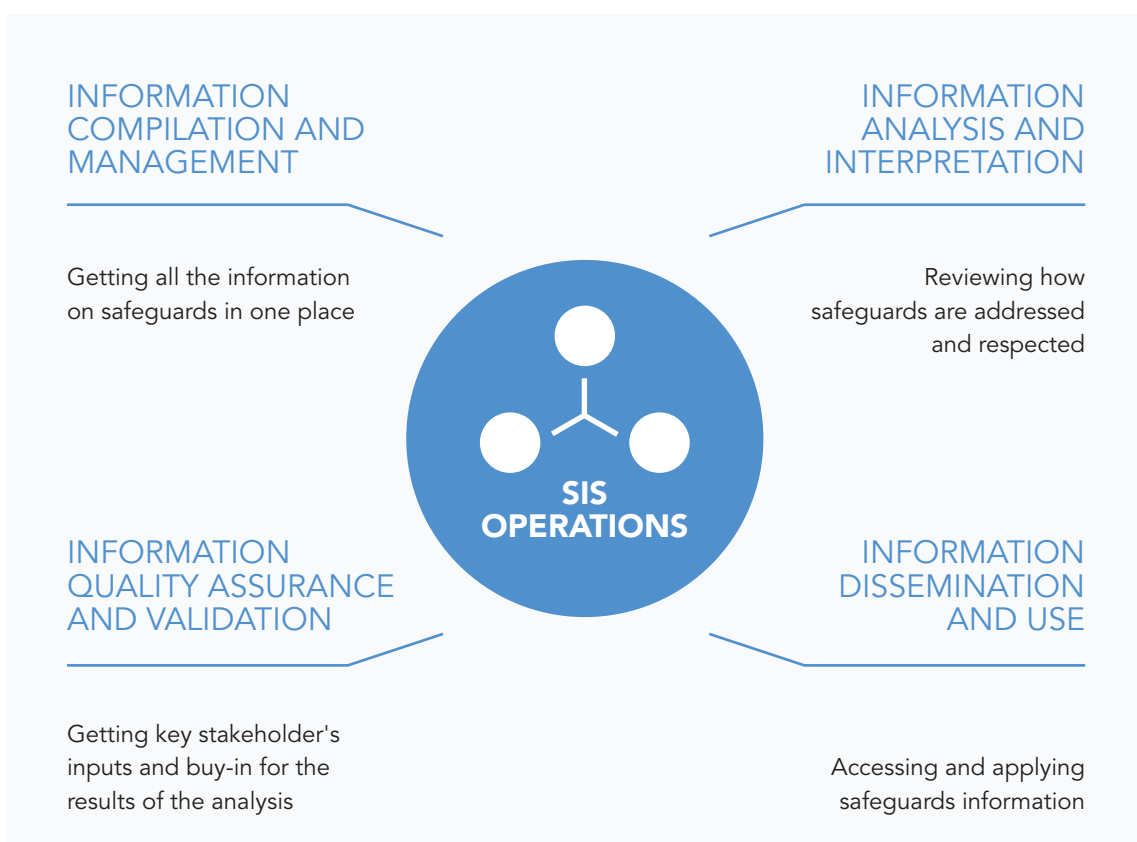 INFORMATION
COMPILATION AND
MANAGEMENT
Getting all the information
on safeguards in one place
INFORMATION
ANALYSIS AND
INTERPRETATION
Reviewing how
safeguards are addressed
and respected
SIS
OPERATIONS
INFORMATION
QUALITY ASSURANCE
AND VALIDATION
Getting key stakeholder's
inputs and buy-in for the
results of the analysis
INFORMATION
DISSEMINATION
AND USE
Accessing and applying
safeguards information